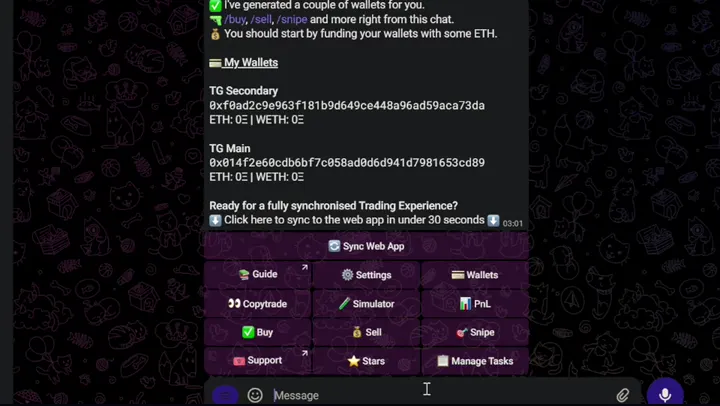 ✅ I've generated a couple of wallets for you.
🔫 /buy, /sell, /snipe and more right from this chat.
💰 You should start by funding your wallets with some ETH.
💳 My Wallets
TG Secondary
0xf0ad2c9e963f181b9d649ce448a96ad59aca73da
ETH: 0Ξ | WETH: 0Ξ
TG Main
0x014f2e60cdb6bf7c058ad0d6d941d7981653cd89
ETH: 0Ξ | WETH: 0Ξ
Ready for a fully synchronised Trading Experience?
⬇️ Click here to sync to the web app in under 30 seconds ⬇️ 03:01
🔄 Sync Web App
Guide
⚙️ Settings
💳 Wallets
👀 Copytrade
🧪 Simulator
📊 PnL
✅ Buy
💰 Sell
Snipe
Support
⭐ Stars
📋 Manage Tasks
Message